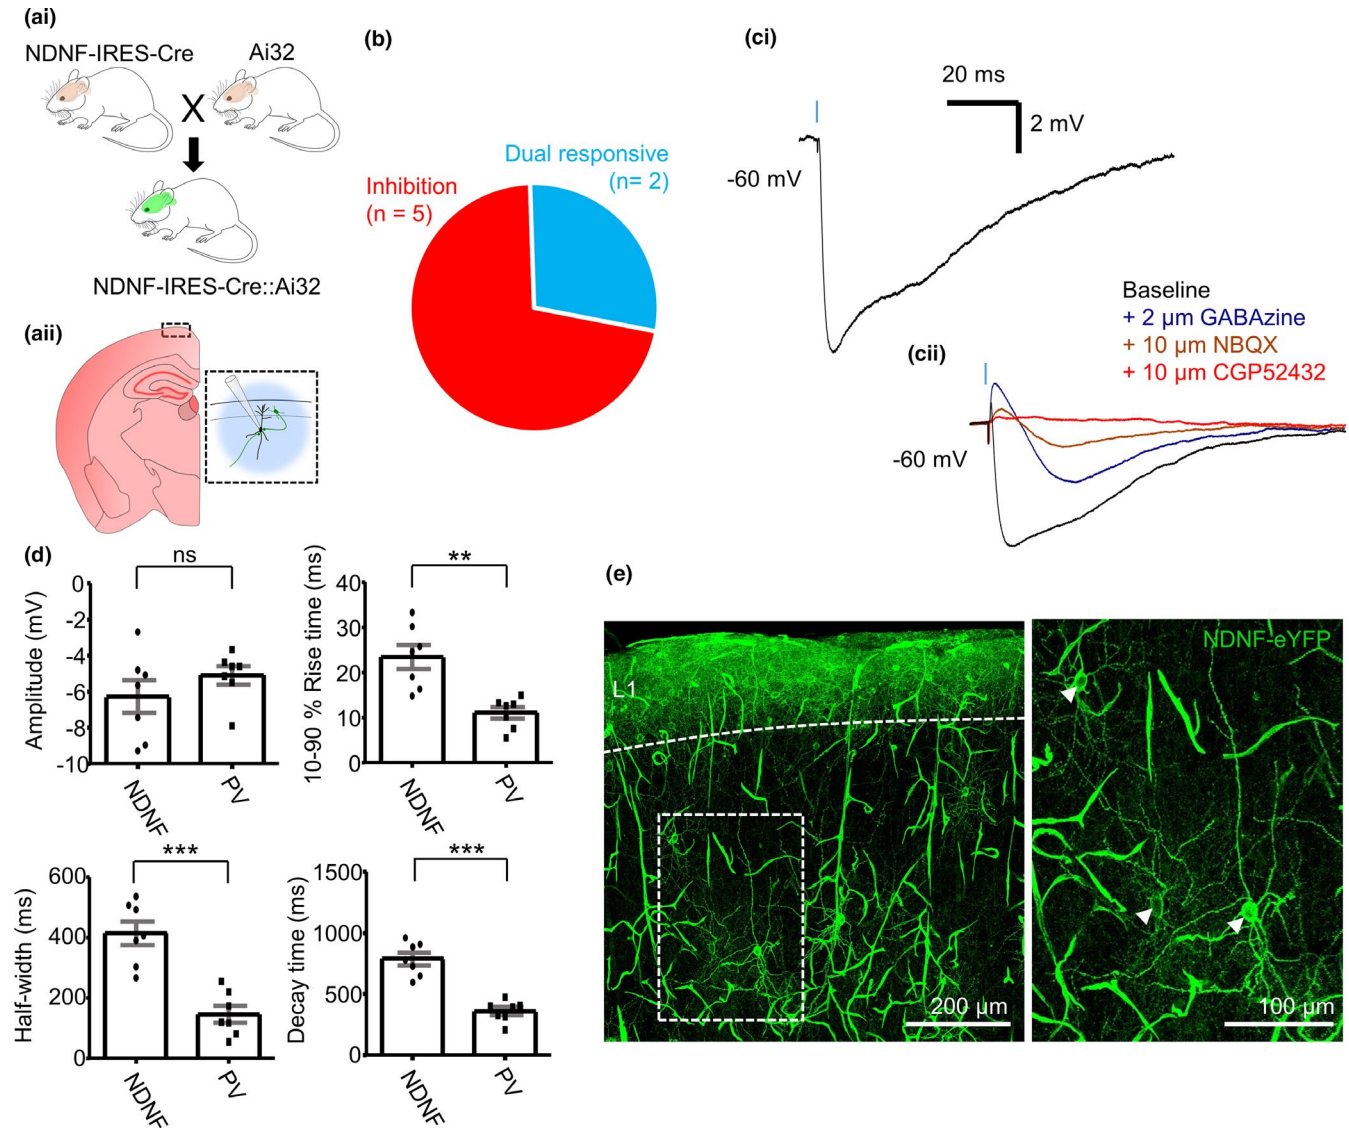 (ai)
NDNF-IRES-Cre
Ai32
X
NDNF-IRES-Cre::Ai32
(aii)
(b)
Dual responsive
(n= 2)
Inhibition
(n = 5)
(ci)
20 ms
2 mV
-60 mV
(cii)
Baseline
+ 2 µm GABAzine
+ 10 µm NBQX
+ 10 µm CGP52432
-60 mV
(d)
ns
Amplitude (mV)
0
-2
-4
-6
-8
-10
NDNF
PV
**
10-90 % Rise time (ms)
40
30
20
10
0
NDNF
PV
***
Half-width (ms)
600
400
200
0
NDNF
PV
***
Decay time (ms)
1500
1000
500
0
NDNF
PV
(e)
L1
200 µm
NDNF-eYFP
100 µm